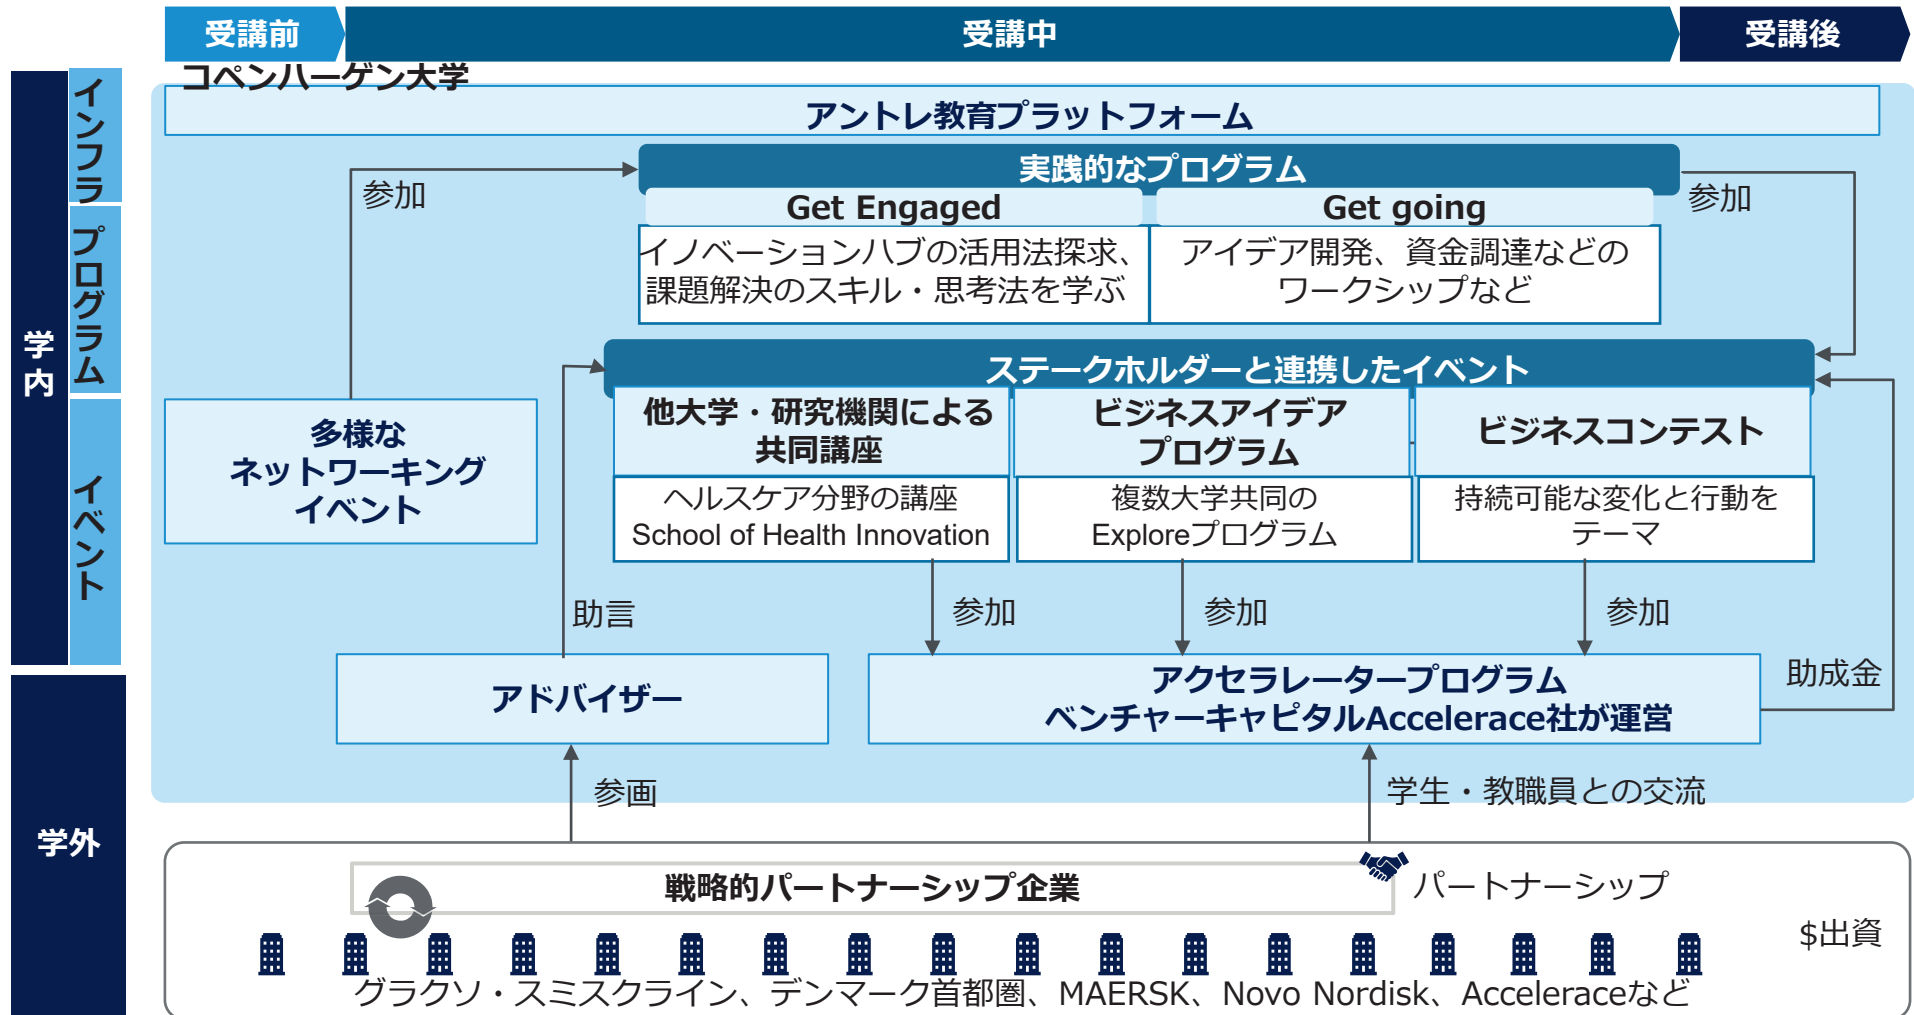 受講前
受講中
受講後
コペンハーゲン大学
アントレ教育プラットフォーム
学内
インフラ
プログラム
イベント
学外
実践的なプログラム
参加
参加
Get Engaged
Get going
イノベーションハブの活用法探求、
課題解決のスキル・思考法を学ぶ
アイデア開発、資金調達などの
ワークシップなど
ステークホルダーと連携したイベント
多様な
ネットワーキング
イベント
他大学・研究機関による
共同講座
ビジネスアイデア
プログラム
ビジネスコンテスト
ヘルスケア分野の講座
School of Health Innovation
複数大学共同の
Exploreプログラム
持続可能な変化と行動を
テーマ
助言
参加
参加
参加
助成金
アドバイザー
アクセラレータープログラム
ベンチャーキャピタルAccelerace社が運営
参画
学生・教職員との交流
戦略的パートナーシップ企業
パートナーシップ
$出資
グラクソ・スミスクライン、デンマーク首都圏、MAERSK、Novo Nordisk、Acceleraceなど